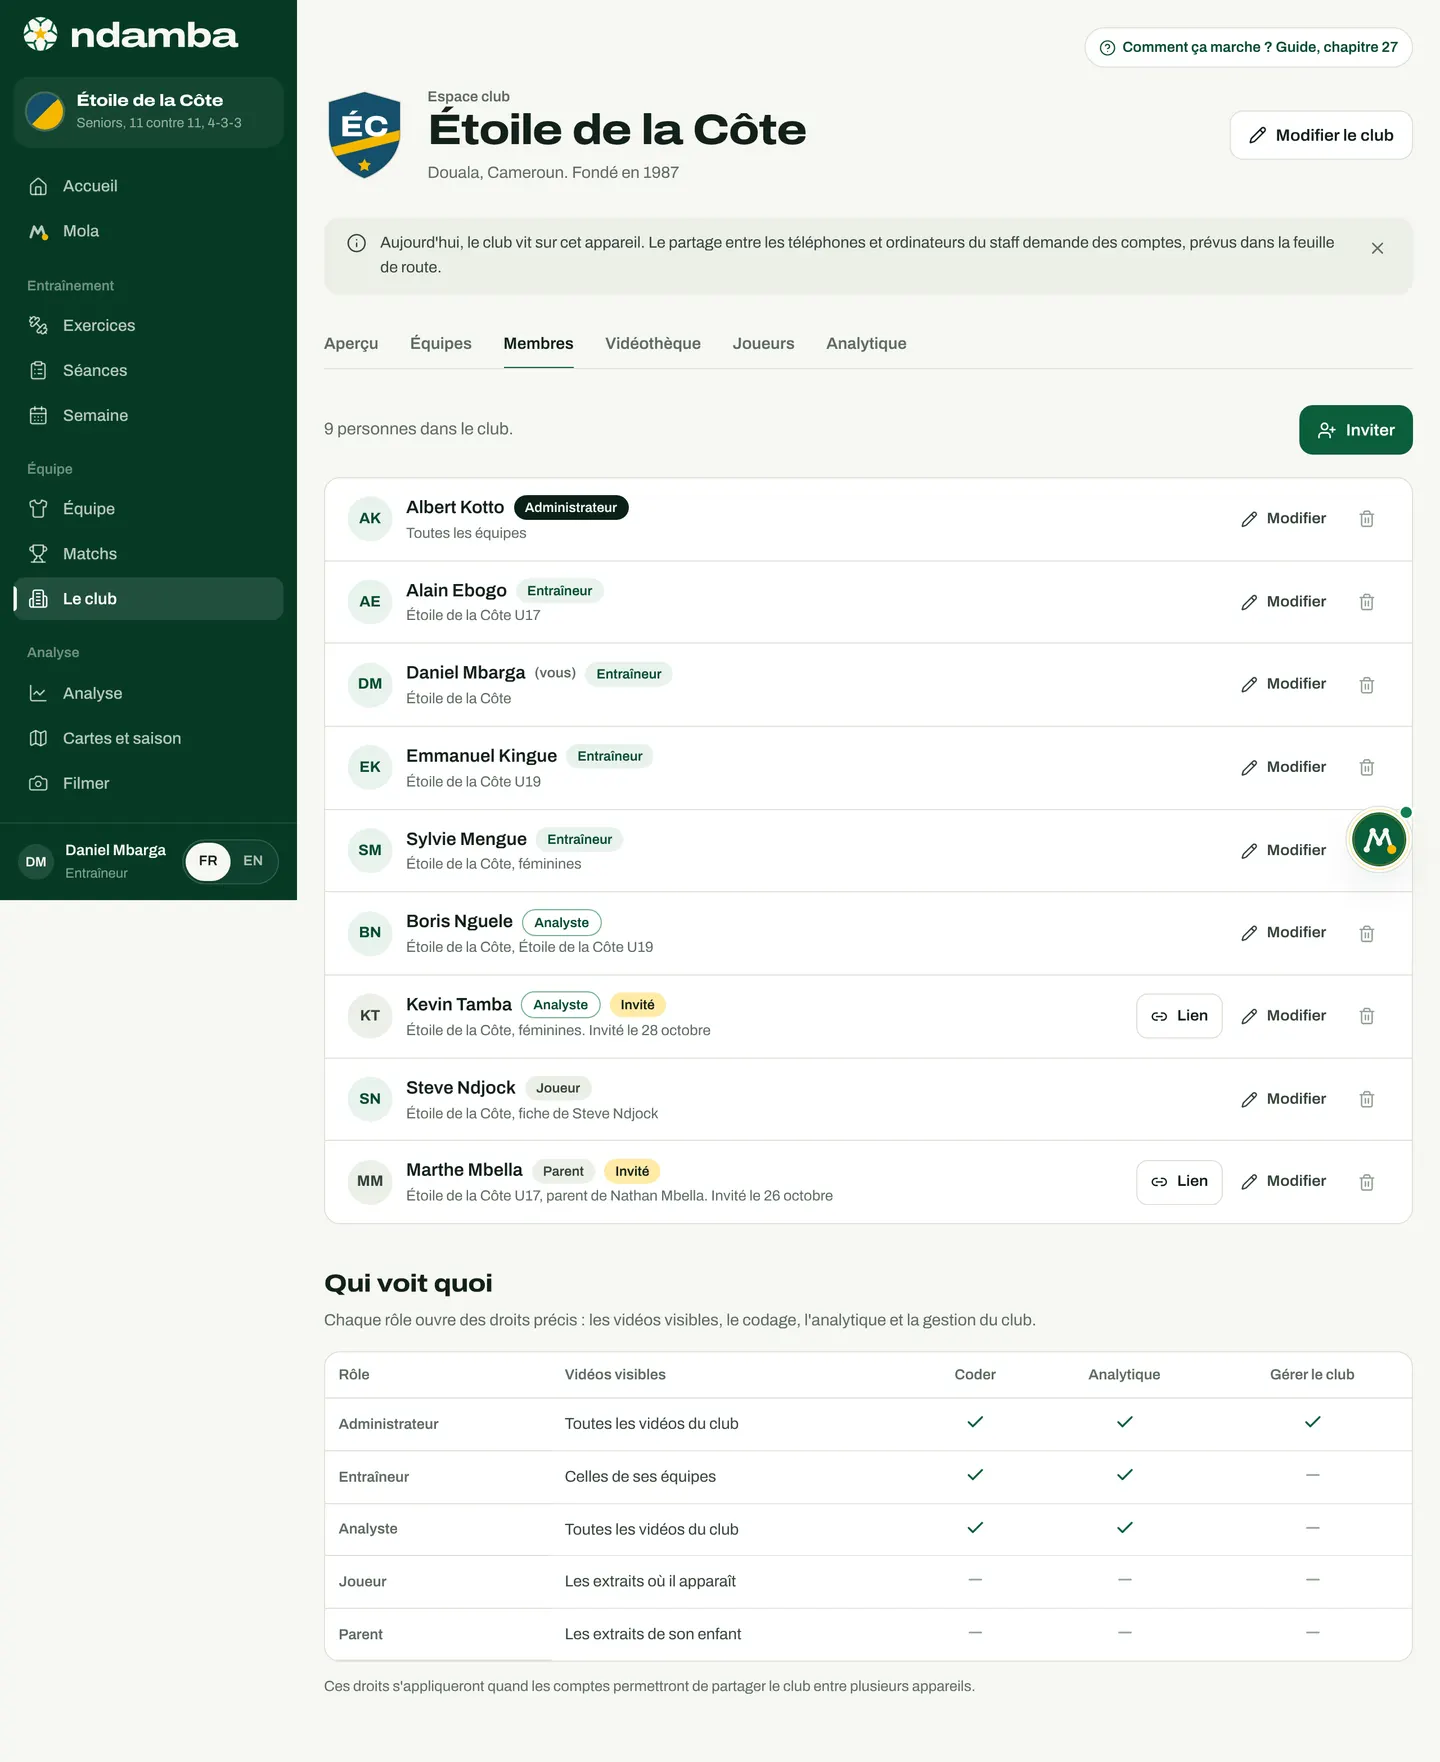 ndamba
Étoile de la Côte
Seniors, 11 contre 11, 4-3-3
Accueil
Mola
Entraînement
Exercices
Séances
Semaine
Équipe
Équipe
Matchs
Le club
Analyse
Analyse
Cartes et saison
Filmer
DM
Daniel Mbarga
Entraîneur
FR
EN
Comment ça marche ? Guide, chapitre 27
ÉC
Espace club
Étoile de la Côte
Douala, Cameroun. Fondé en 1987
Modifier le club
Aujourd'hui, le club vit sur cet appareil. Le partage entre les téléphones et ordinateurs du staff demande des comptes, prévus dans la feuille
de route.
Aperçu Équipes Membres Vidéothèque Joueurs Analytique
9 personnes dans le club.
Inviter
AK Albert Kotto Administrateur
Toutes les équipes
Modifier
AE Alain Ebogo Entraîneur
Étoile de la Côte U17
Modifier
DM Daniel Mbarga (vous) Entraîneur
Étoile de la Côte
Modifier
EK Emmanuel Kingue Entraîneur
Étoile de la Côte U19
Modifier
SM Sylvie Mengue Entraîneur
Étoile de la Côte, féminines
Modifier
M
BN Boris Nguele Analyste
Étoile de la Côte, Étoile de la Côte U19
Modifier
KT Kevin Tamba Analyste Invité
Étoile de la Côte, féminines. Invité le 28 octobre
Lien Modifier
SN Steve Ndjock Joueur
Étoile de la Côte, fiche de Steve Ndjock
Modifier
MM Marthe Mbella Parent Invité
Étoile de la Côte U17, parent de Nathan Mbella. Invité le 26 octobre
Lien Modifier
Qui voit quoi
Chaque rôle ouvre des droits précis : les vidéos visibles, le codage, l'analytique et la gestion du club.
Rôle Vidéos visibles Coder Analytique Gérer le club
Administrateur Toutes les vidéos du club ✓ ✓ ✓
Entraîneur Celles de ses équipes ✓ ✓ —
Analyste Toutes les vidéos du club ✓ ✓ —
Joueur Les extraits où il apparaît — — —
Parent Les extraits de son enfant — — —
Ces droits s'appliqueront quand les comptes permettront de partager le club entre plusieurs appareils.